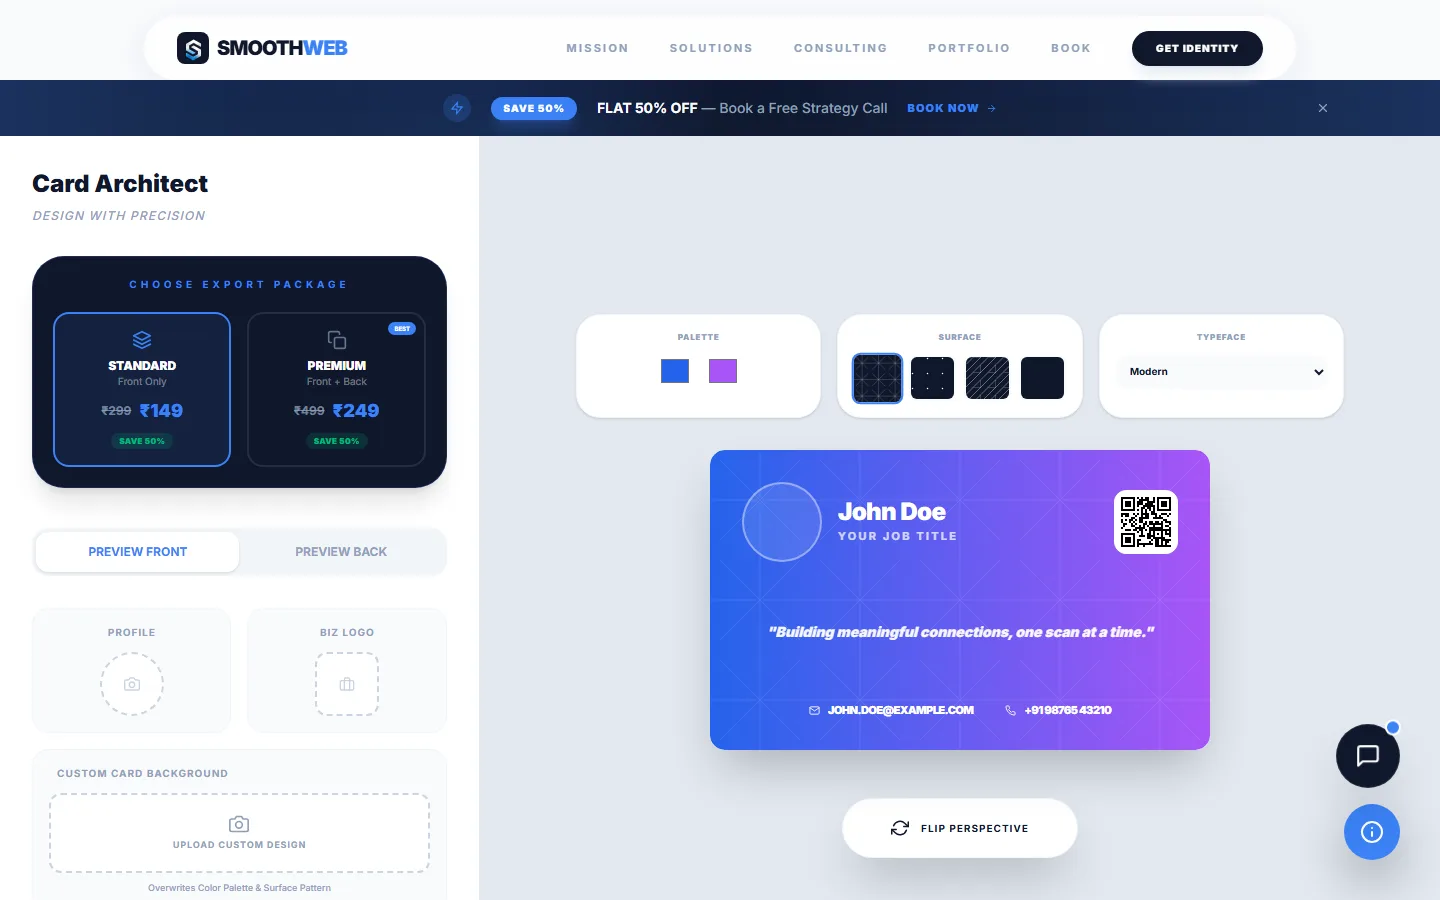 SMOOTHWEB
MISSION
SOLUTIONS
CONSULTING
PORTFOLIO
BOOK
GET IDENTITY
SAVE 50%
FLAT 50% OFF — Book a Free Strategy Call
BOOK NOW →
Card Architect
DESIGN WITH PRECISION
CHOOSE EXPORT PACKAGE
STANDARD
Front Only
₹299 ₹149
SAVE 50%
BEST
PREMIUM
Front + Back
₹499 ₹249
SAVE 50%
PREVIEW FRONT
PREVIEW BACK
PROFILE
BIZ LOGO
CUSTOM CARD BACKGROUND
UPLOAD CUSTOM DESIGN
Overwrites Color Palette & Surface Pattern
PALETTE
SURFACE
TYPEFACE
Modern
John Doe
YOUR JOB TITLE
"Building meaningful connections, one scan at a time."
JOHN.DOE@EXAMPLE.COM
+91 98765 43210
FLIP PERSPECTIVE